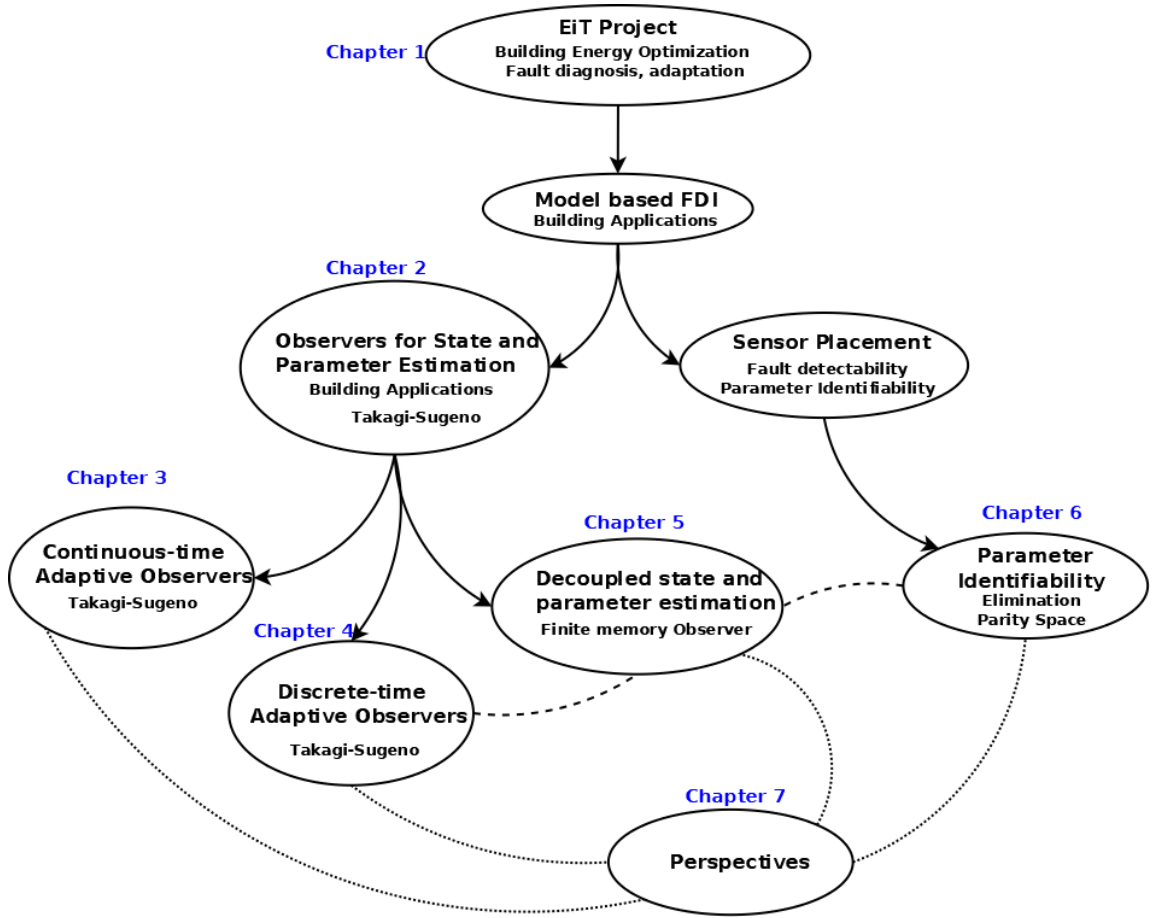 EiT Project
Chapter 1
Building Energy Optimization
Fault diagnosis, adaptation
Model based FDI
Building Applications
Chapter 2
Observers for State and
Parameter Estimation
Building Applications
Takagi-Sugeno
Sensor Placement
Fault detectability
Parameter Identifiability
Chapter 3
Continuous-time
Adaptive Observers
Takagi-Sugeno
Chapter 4
Discrete-time
Adaptive Observers
Takagi-Sugeno
Chapter 5
Decoupled state and
parameter estimation
Finite memory Observer
Chapter 6
Parameter
Identifiability
Elimination
Parity Space
Chapter 7
Perspectives